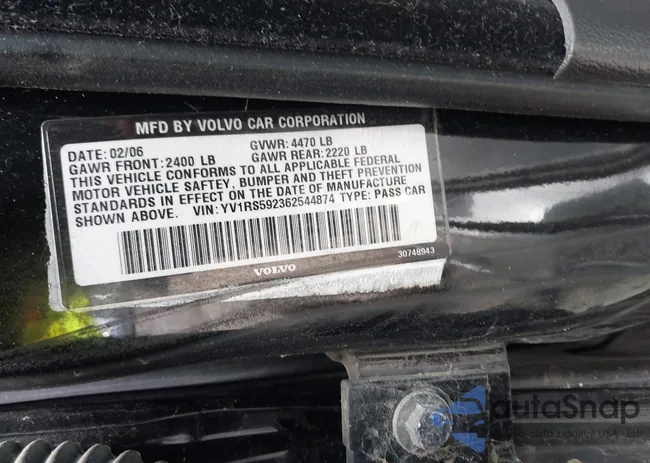 MFD BY VOLVO CAR CORPORATION
DATE: 02/06 GVWR: 4470 LB
GAWR FRONT: 2400 LB GAWR REAR: 2220 LB
THIS VEHICLE CONFORMS TO ALL APPLICABLE FEDERAL
MOTOR VEHICLE SAFTEY, BUMPER AND THEFT PREVENTION
STANDARDS IN EFFECT ON THE DATE OF MANUFACTURE
SHOWN ABOVE. VIN: YV1RS592362544874 TYPE: PASS CAR
30748943
VOLVO
autaSnap